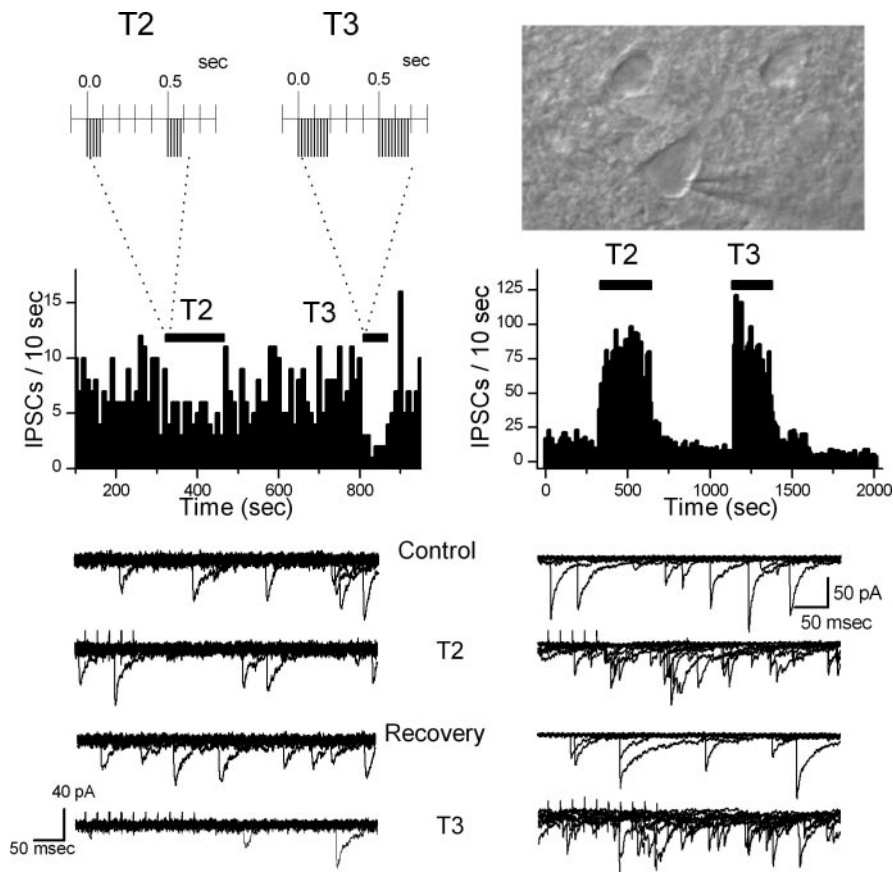 T2
T3
0.0 0.5 sec
0.0 0.5
T2 T3
15
10
5
0
IPSCs / 10 sec
200 400 600 800
Time (sec)
T2 T3
125
100
75
50
25
0
IPSCs / 10 sec
0 500 1000 1500 2000
Time (sec)
Control
50 pA
50 msec
T2
Recovery
40 pA
50 msec
T3